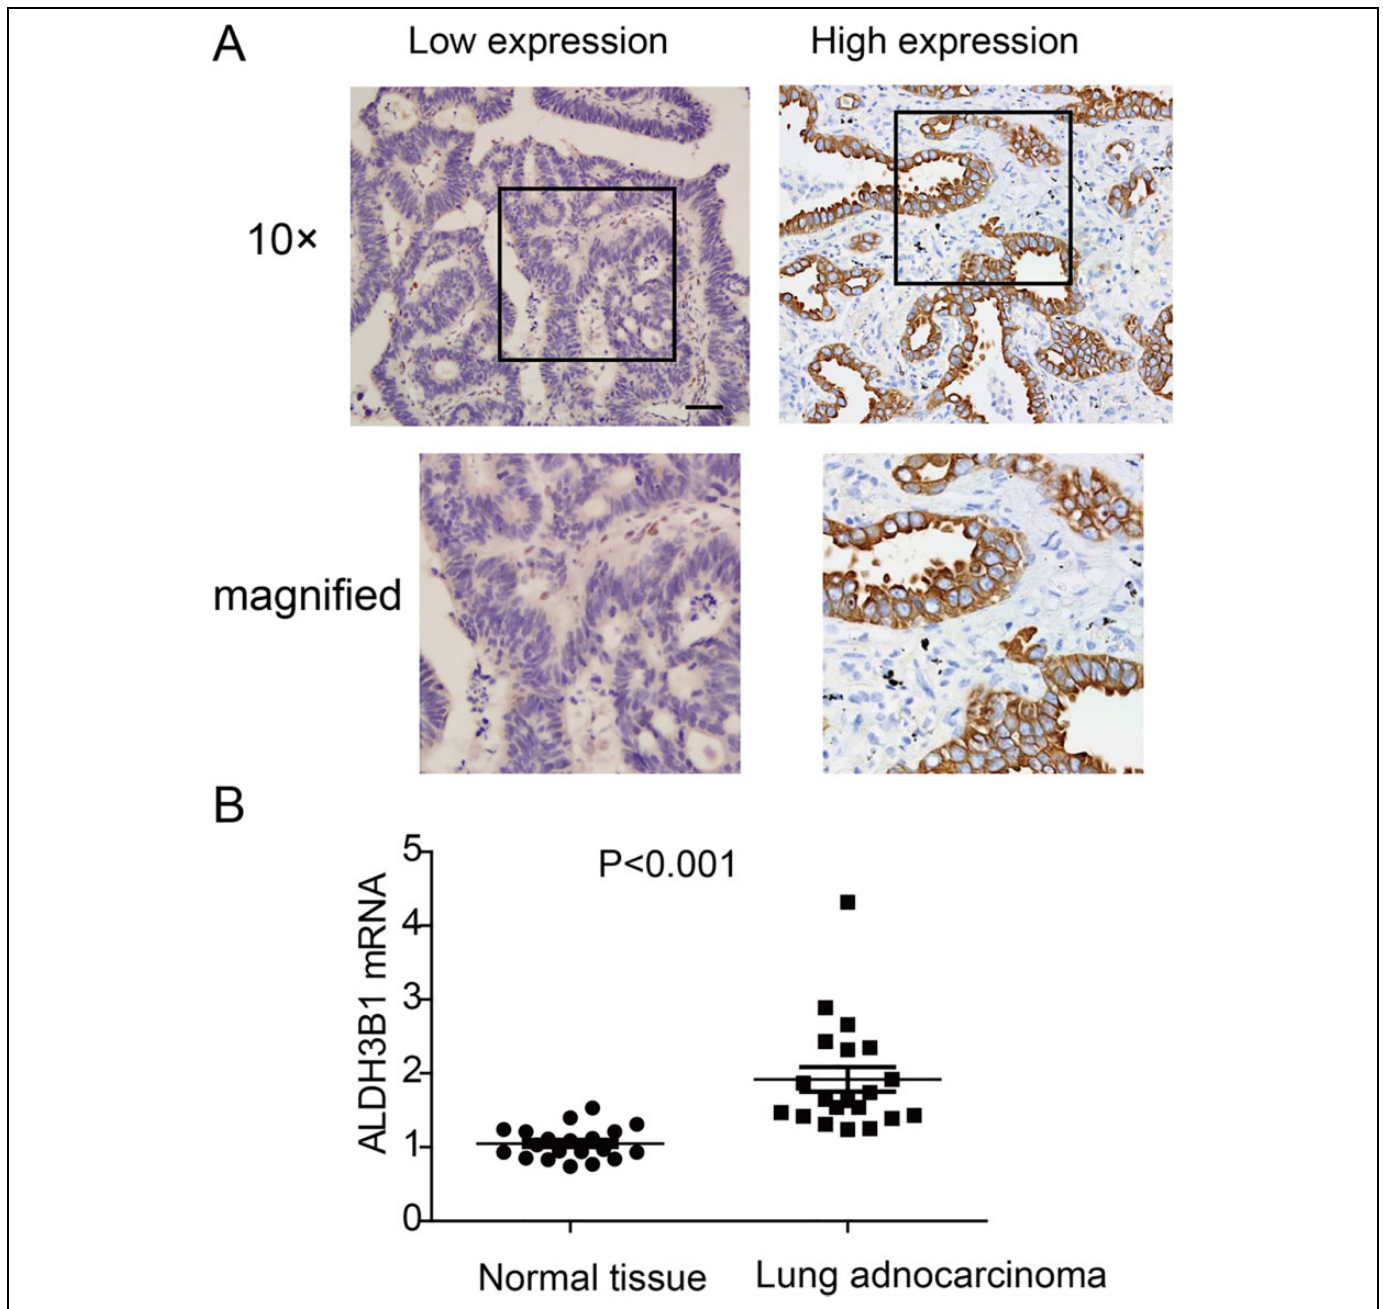 A
Low expression
High expression
10×
magnified
B
5
P<0.001
4
3
2
1
0
ALDH3B1 mRNA
Normal tissue
Lung adnocarcinoma